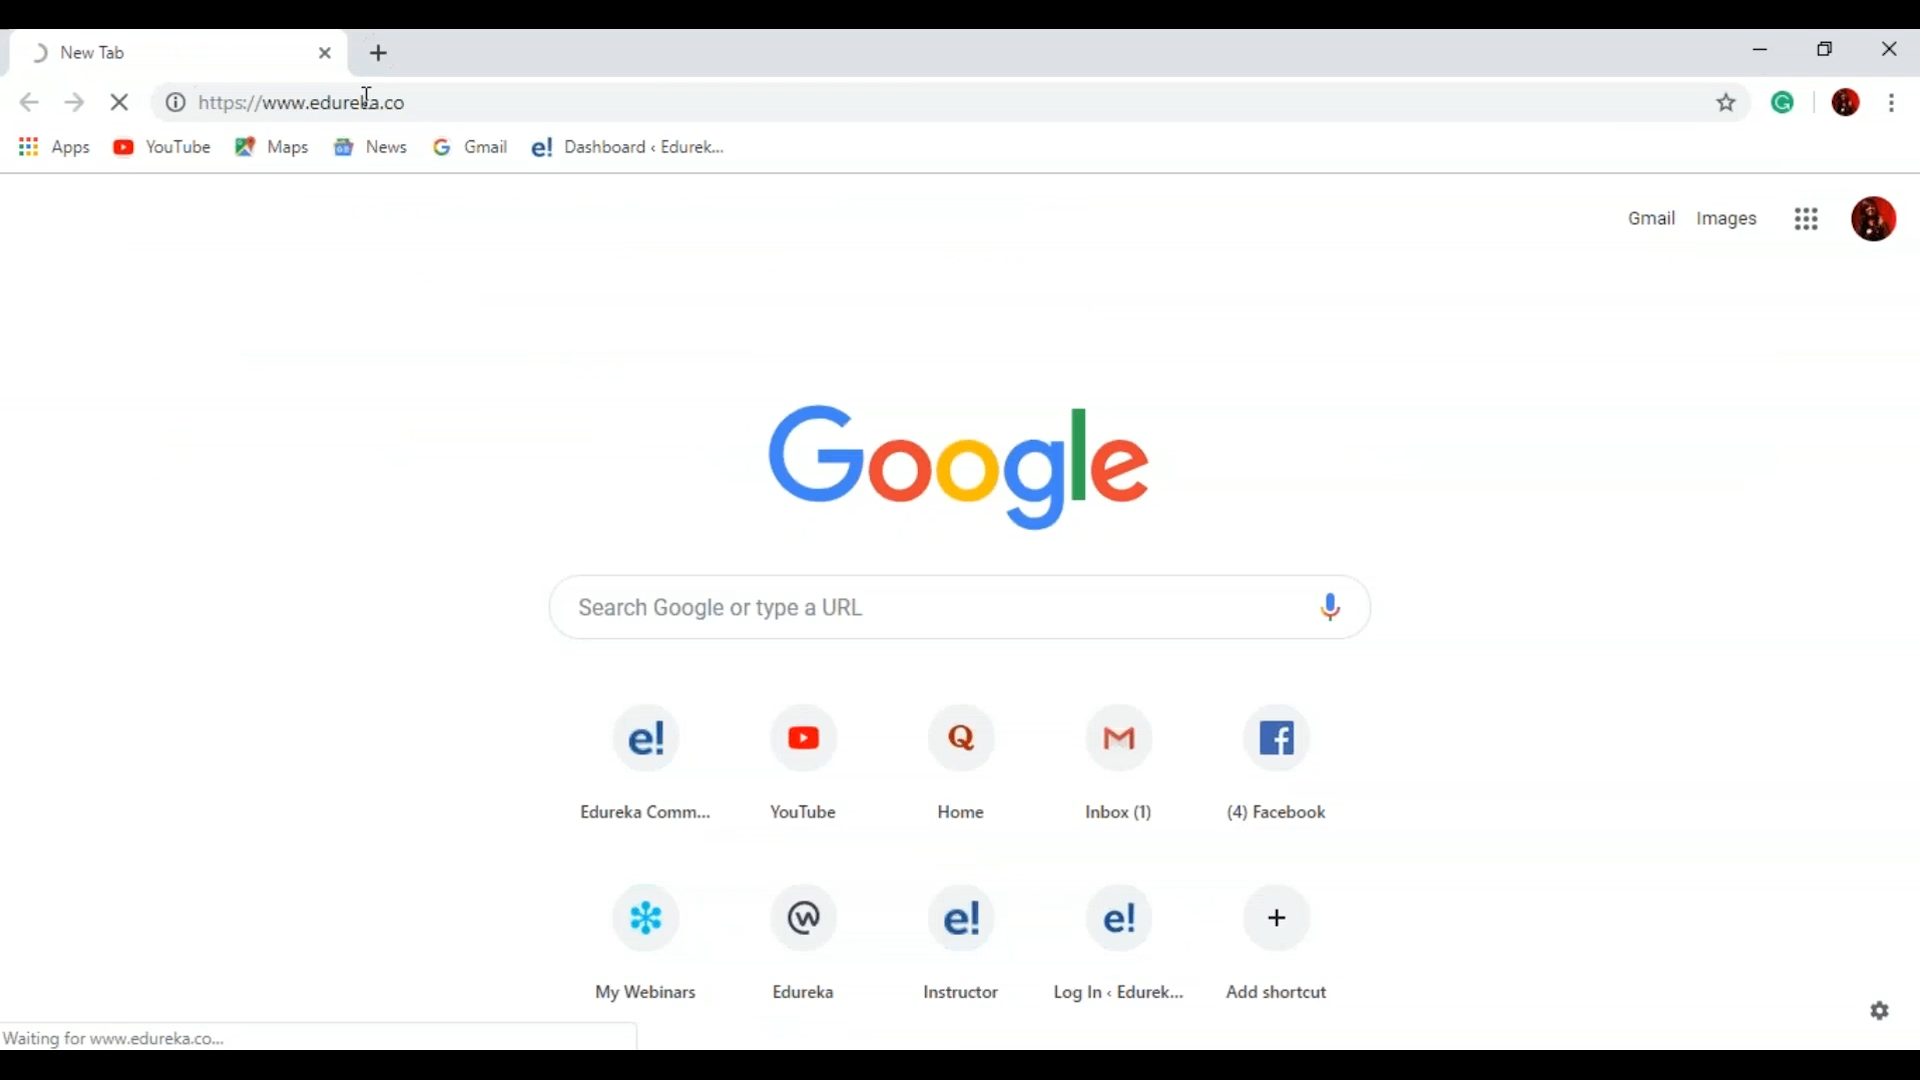 New Tab
https://www.edureka.co
Apps YouTube Maps News Gmail e! Dashboard ‹ Edurek...
Gmail Images
Google
Search Google or type a URL
e! Q M f
Edureka Comm... YouTube Home Inbox (1) (4) Facebook
W e! e!
My Webinars Edureka Instructor Log In ‹ Edurek... Add shortcut
Waiting for www.edureka.co...